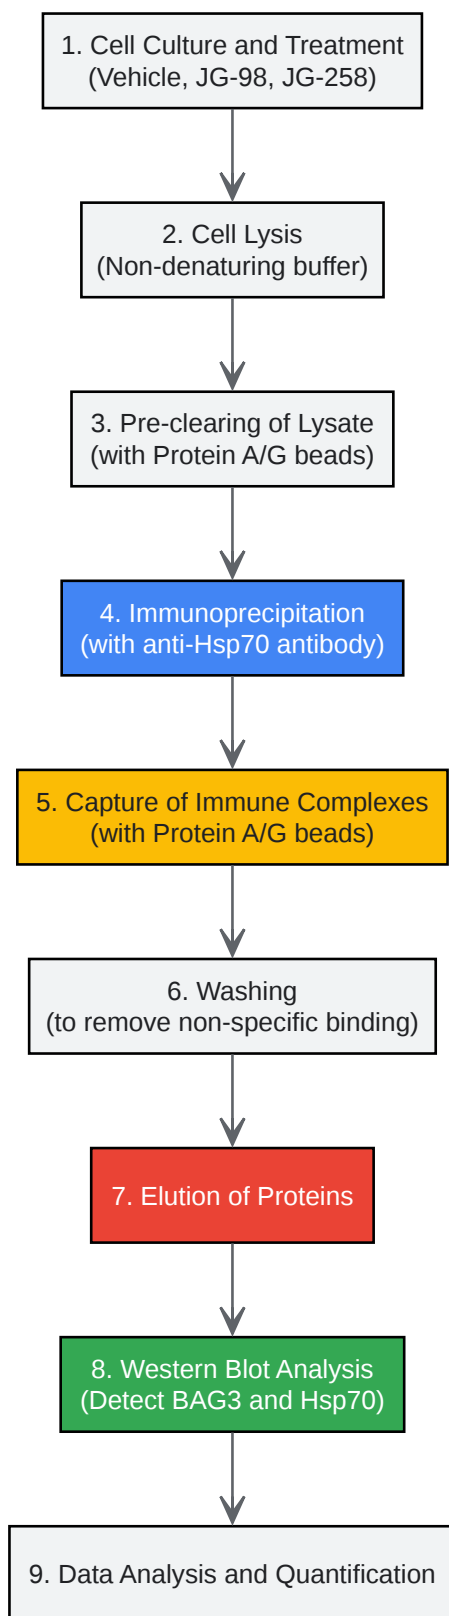 1. Cell Culture and Treatment
(Vehicle, JG-98, JG-258)
2. Cell Lysis
(Non-denaturing buffer)
3. Pre-clearing of Lysate
(with Protein A/G beads)
4. Immunoprecipitation
(with anti-Hsp70 antibody)
5. Capture of Immune Complexes
(with Protein A/G beads)
6. Washing
(to remove non-specific binding)
7. Elution of Proteins
8. Western Blot Analysis
(Detect BAG3 and Hsp70)
9. Data Analysis and Quantification